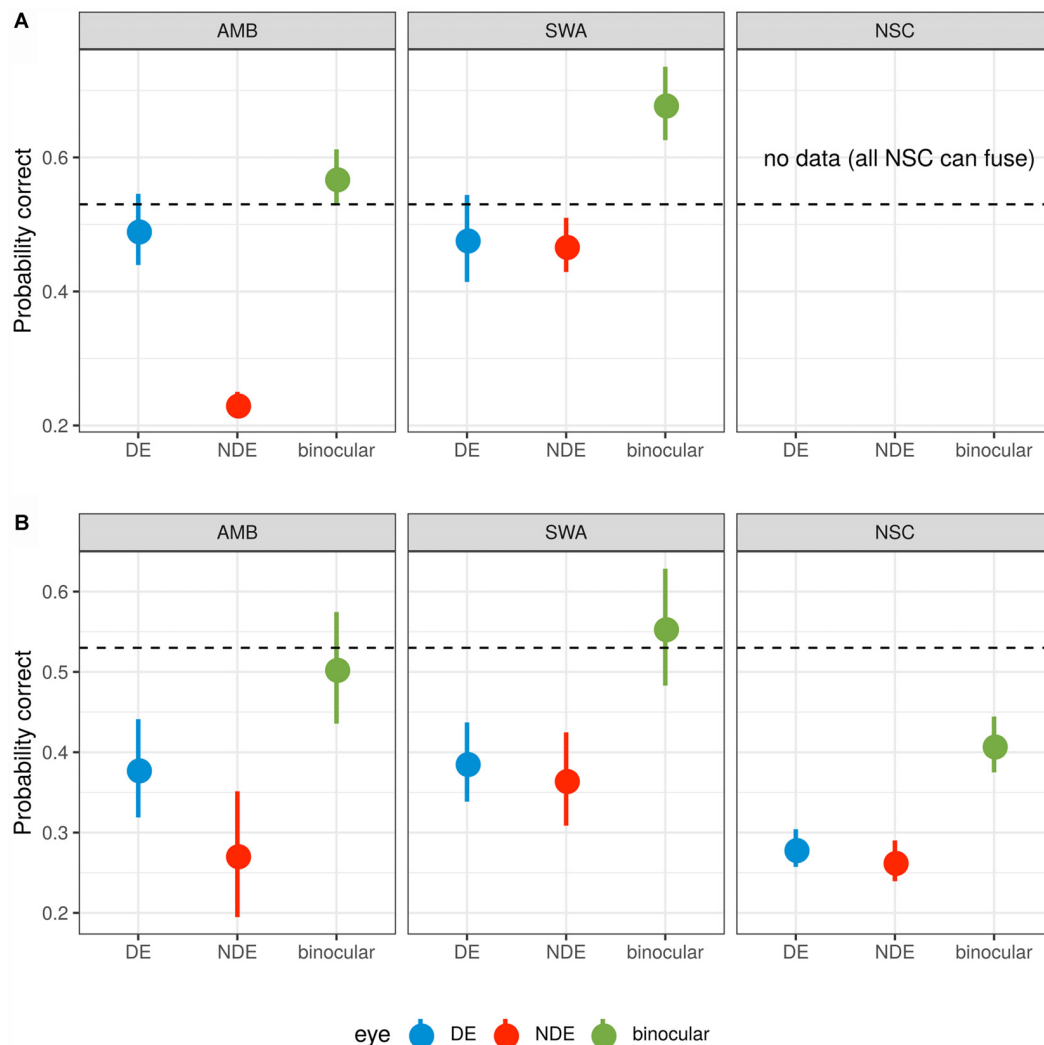 A
AMB SWA NSC
Probability correct
0.6
0.4
0.2
no data (all NSC can fuse)
DE NDE binocular DE NDE binocular DE NDE binocular
B
AMB SWA NSC
Probability correct
0.6
0.5
0.4
0.3
0.2
DE NDE binocular DE NDE binocular DE NDE binocular
eye DE NDE binocular